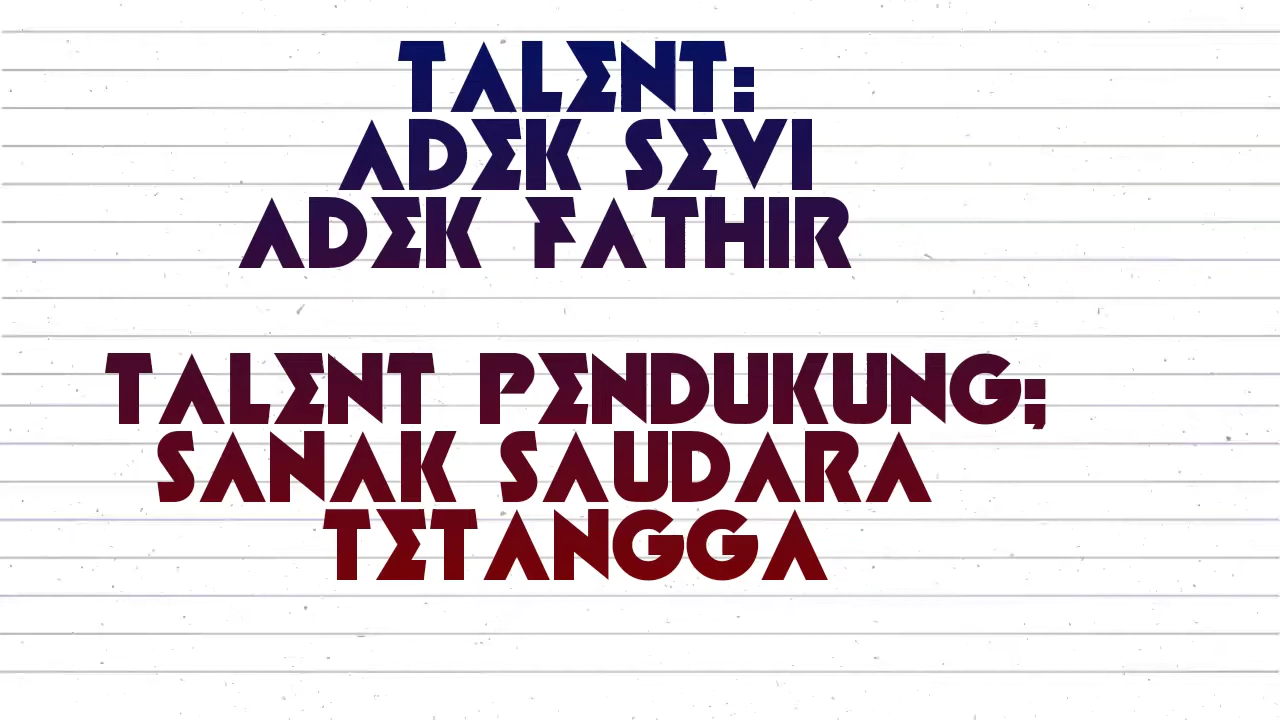 TALENT:
ADEK SEVI
ADEK FATHIR
TALENT PENDUKUNG;
SANAK SAUDARA
TETANGGA